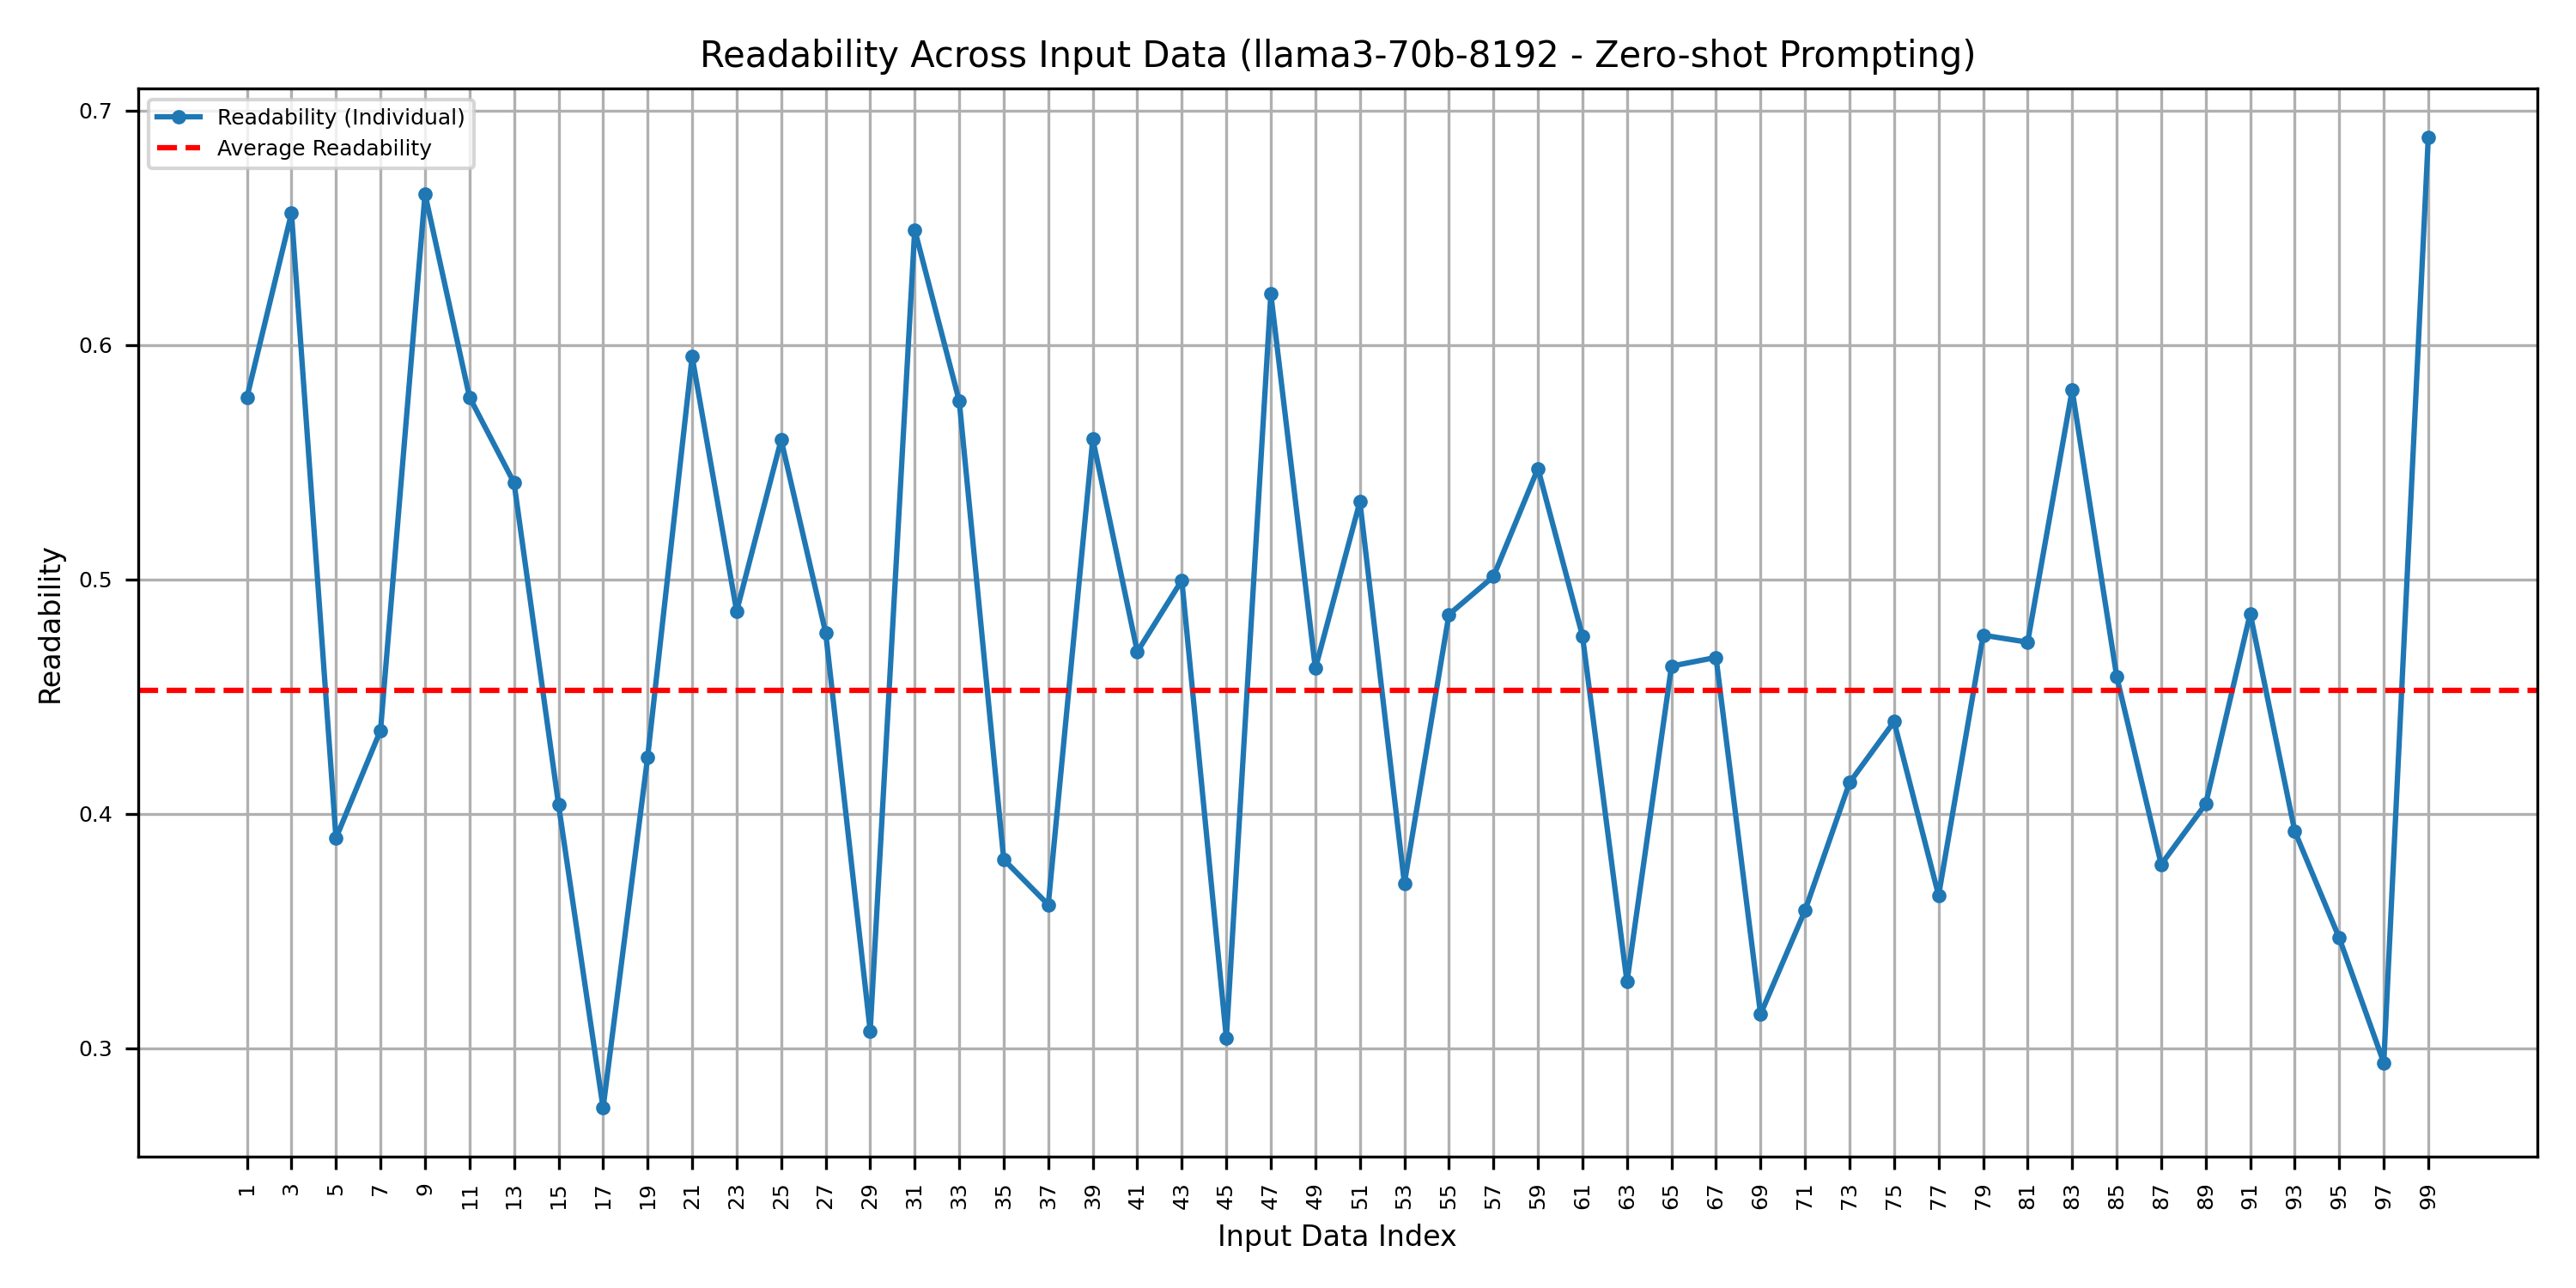 Readability Across Input Data (llama3-70b-8192 - Zero-shot Prompting)
Readability (Individual)
Average Readability
0.7
0.6
0.5
0.4
0.3
Readability
1 3 5 7 9 11 13 15 17 19 21 23 25 27 29 31 33 35 37 39 41 43 45 47 49 51 53 55 57 59 61 63 65 67 69 71 73 75 77 79 81 83 85 87 89 91 93 95 97 99
Input Data Index